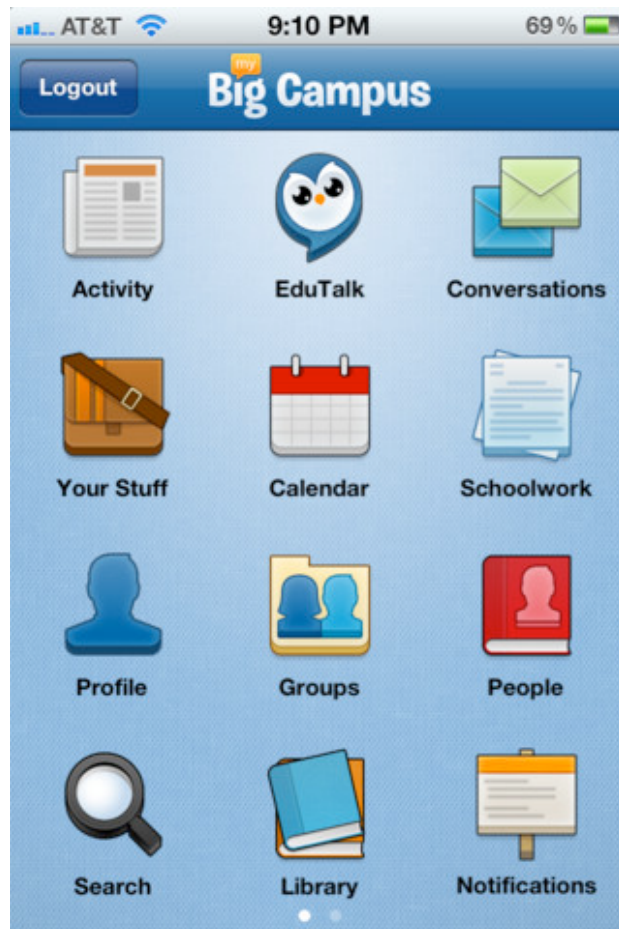 AT&T 9:10 PM 69%
Logout my Big Campus
Activity EduTalk Conversations
Your Stuff Calendar Schoolwork
Profile Groups People
Search Library Notifications